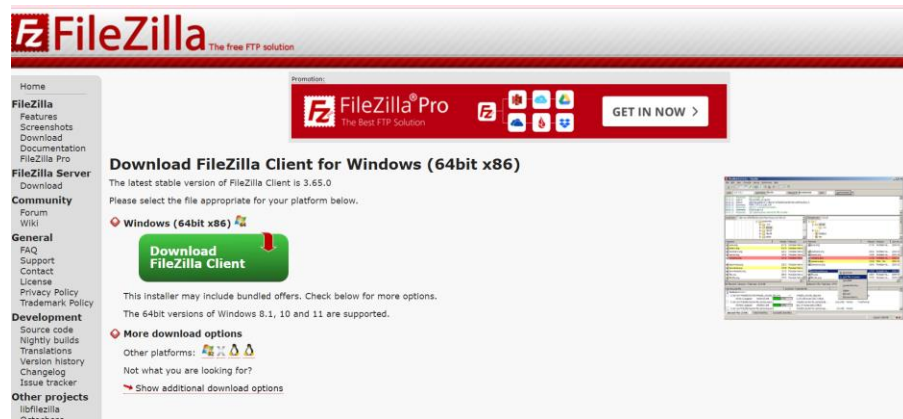 FileZilla The free FTP solution
Home
FileZilla
Features
Screenshots
Download
Documentation
FileZilla Pro
FileZilla Server
Download
Community
Forum
Wiki
General
FAQ
Support
Contact
License
Privacy Policy
Trademark Policy
Development
Source code
Nightly builds
Translations
Version history
Changelog
Issue tracker
Other projects
libfilezilla
Promotion:
FileZilla® Pro
The Best FTP Solution
GET IN NOW >
Download FileZilla Client for Windows (64bit x86)
The latest stable version of FileZilla Client is 3.65.0
Please select the file appropriate for your platform below.
Windows (64bit x86)
Download
FileZilla Client
This installer may include bundled offers. Check below for more options.
The 64bit versions of Windows 8.1, 10 and 11 are supported.
More download options
Other platforms:
Not what you are looking for?
Show additional download options